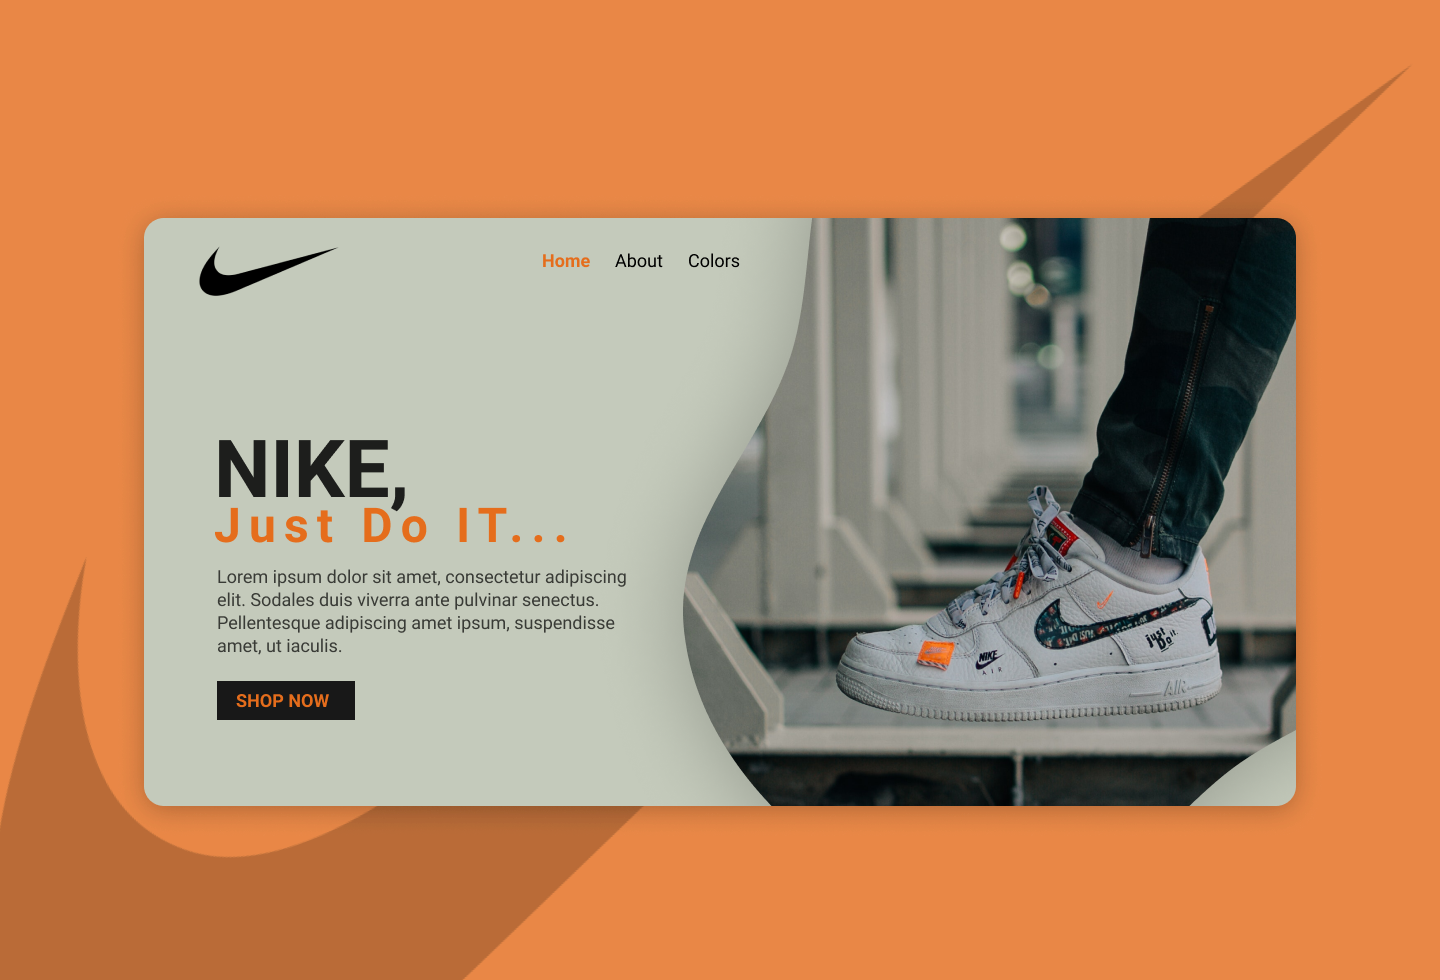 Home About Colors
NIKE,
Just Do IT...
Lorem ipsum dolor sit amet, consectetur adipiscing
elit. Sodales duis viverra ante pulvinar senectus.
Pellentesque adipiscing amet ipsum, suspendisse
amet, ut iaculis.
SHOP NOW
NIKE
AIR
just
Do it.
AIR